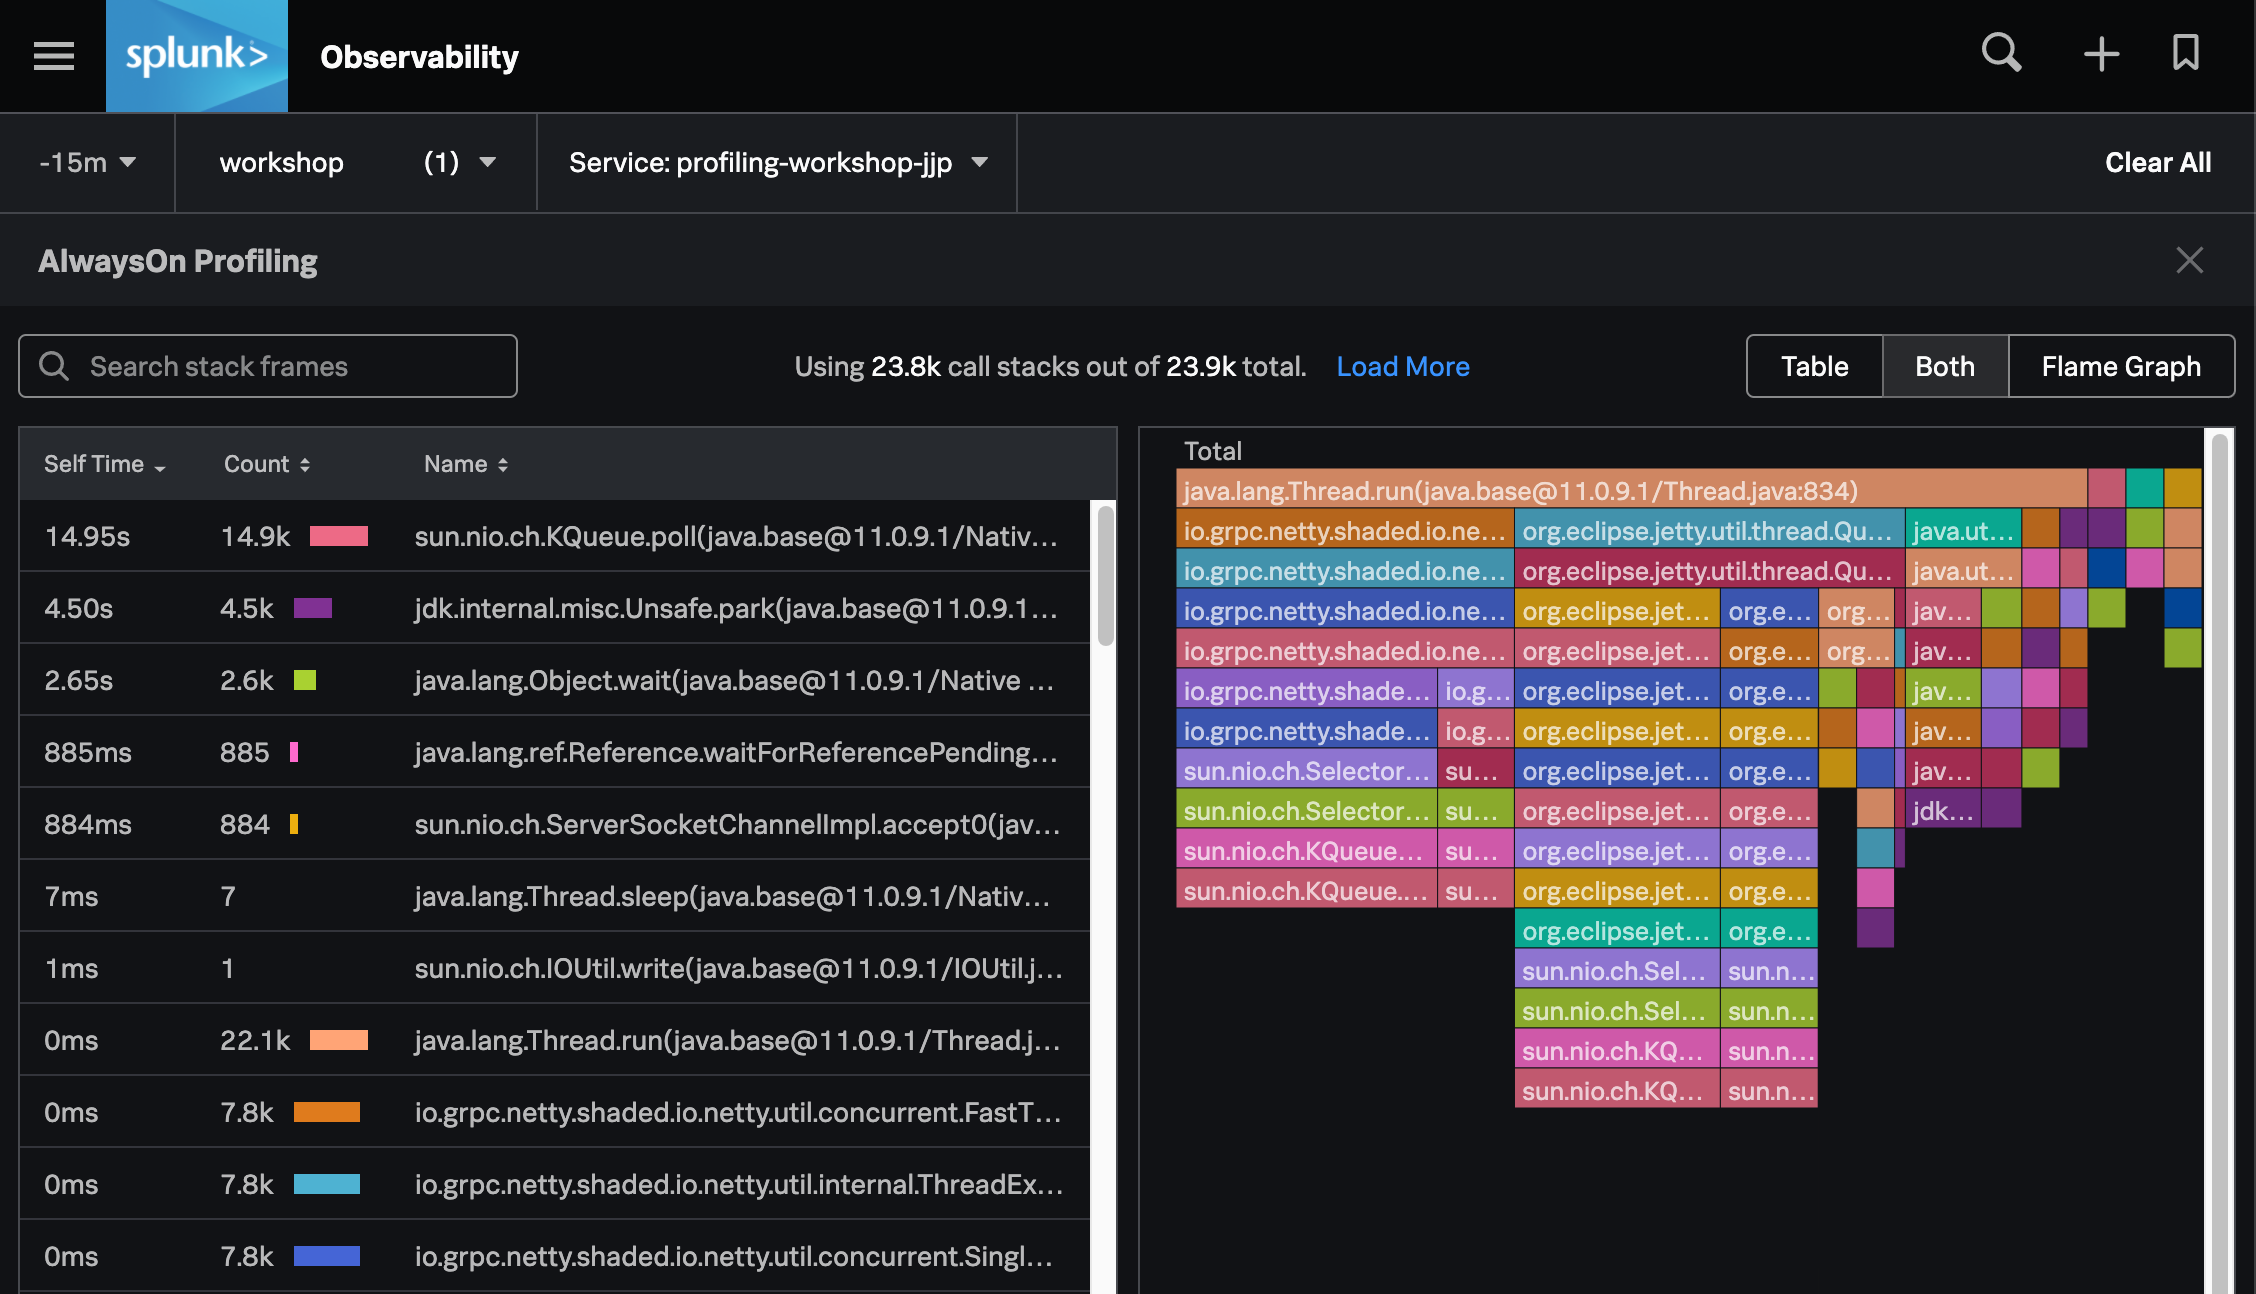 splunk> Observability
-15m workshop (1) Service: profiling-workshop-jjp Clear All
AlwaysOn Profiling
Search stack frames Using 23.8k call stacks out of 23.9k total. Load More Table Both Flame Graph
Self Time Count Name
14.95s 14.9k sun.nio.ch.KQueue.poll(java.base@11.0.9.1/Nativ...
4.50s 4.5k jdk.internal.misc.Unsafe.park(java.base@11.0.9.1...
2.65s 2.6k java.lang.Object.wait(java.base@11.0.9.1/Native ...
885ms 885 java.lang.ref.Reference.waitForReferencePending...
884ms 884 sun.nio.ch.ServerSocketChannelImpl.accept0(jav...
7ms 7 java.lang.Thread.sleep(java.base@11.0.9.1/Nativ...
1ms 1 sun.nio.ch.IOUtil.write(java.base@11.0.9.1/IOUtil.j...
0ms 22.1k java.lang.Thread.run(java.base@11.0.9.1/Thread.j...
0ms 7.8k io.grpc.netty.shaded.io.netty.util.concurrent.FastT...
0ms 7.8k io.grpc.netty.shaded.io.netty.util.internal.ThreadEx...
0ms 7.8k io.grpc.netty.shaded.io.netty.util.concurrent.Singl...
Total
java.lang.Thread.run(java.base@11.0.9.1/Thread.java:834)
io.grpc.netty.shaded.io.ne... org.eclipse.jetty.util.thread.Qu... java.ut...
io.grpc.netty.shaded.io.ne... org.eclipse.jetty.util.thread.Qu... java.ut...
io.grpc.netty.shaded.io.ne... org.eclipse.jet... org.e... org... jav...
io.grpc.netty.shaded.io.ne... org.eclipse.jet... org.e... org... jav...
io.grpc.netty.shade... io.g... org.eclipse.jet... org.e... jav...
io.grpc.netty.shade... io.g... org.eclipse.jet... org.e... jav...
sun.nio.ch.Selector... su... org.eclipse.jet... org.e... jav...
sun.nio.ch.Selector... su... org.eclipse.jet... org.e... jdk...
sun.nio.ch.KQueue... su... org.eclipse.jet... org.e...
sun.nio.ch.KQueue.... su... org.eclipse.jet... org.e...
org.eclipse.jet... org.e...
sun.nio.ch.Sel... sun.n...
sun.nio.ch.Sel... sun.n...
sun.nio.ch.KQ... sun.n...
sun.nio.ch.KQ... sun.n...